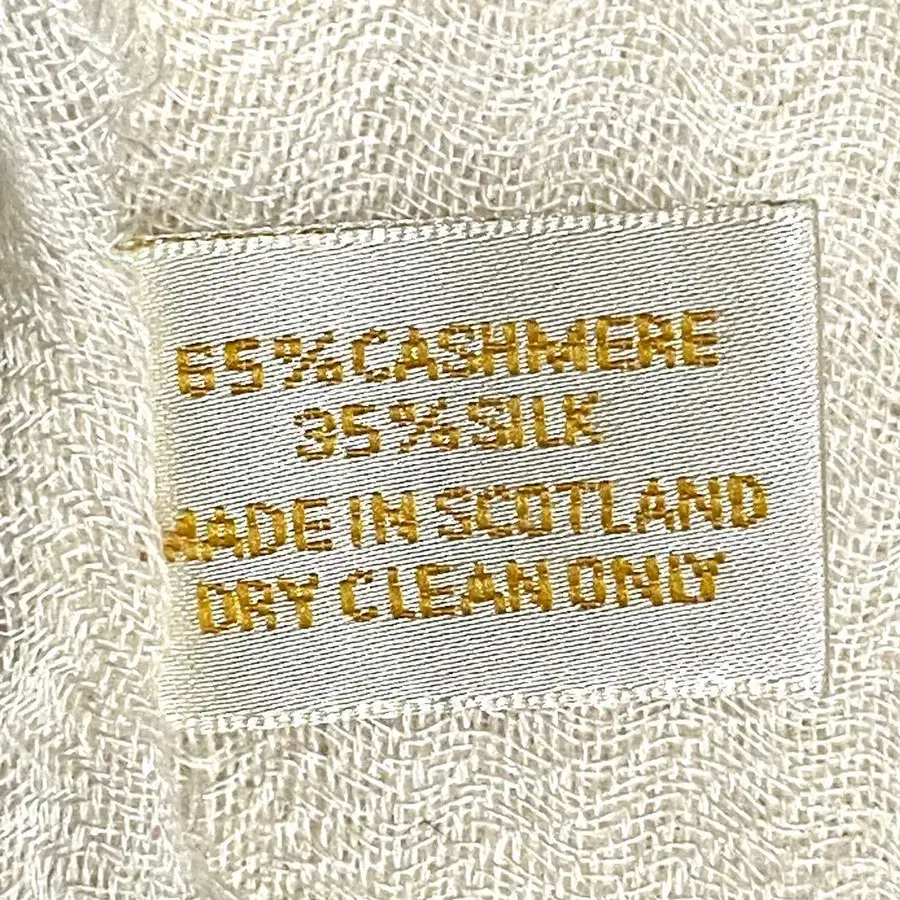 65% CASHMERE
35% SILK
MADE IN SCOTLAND
DRY CLEAN ONLY